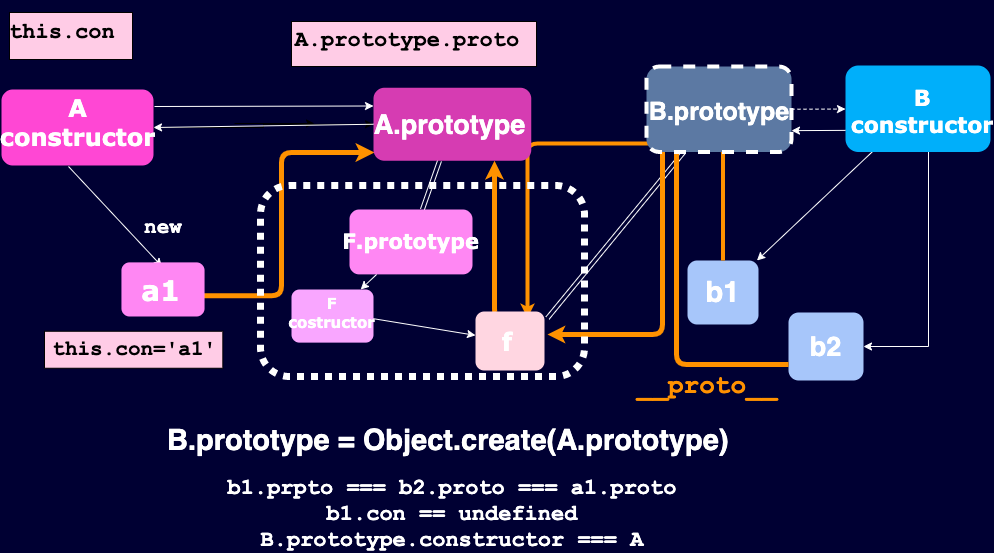 this.con
A.prototype.proto
A
constructor
A.prototype
B.prototype
B
constructor
new
F.prototype
a1
F
costructor
f
b1
b2
this.con='a1'
__proto__
B.prototype = Object.create(A.prototype)
b1.prpto === b2.proto === a1.proto
b1.con == undefined
B.prototype.constructor === A